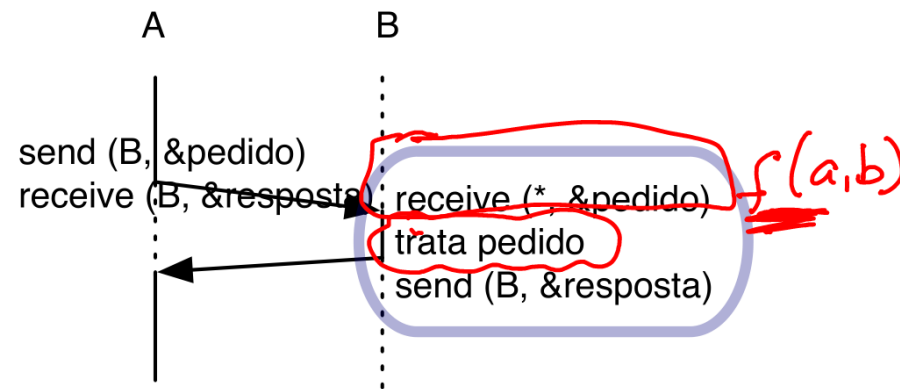 A B
send (B, &pedido)
receive (B, &resposta)
receive (*, &pedido)
f(a,b)
trata pedido
send (B, &resposta)